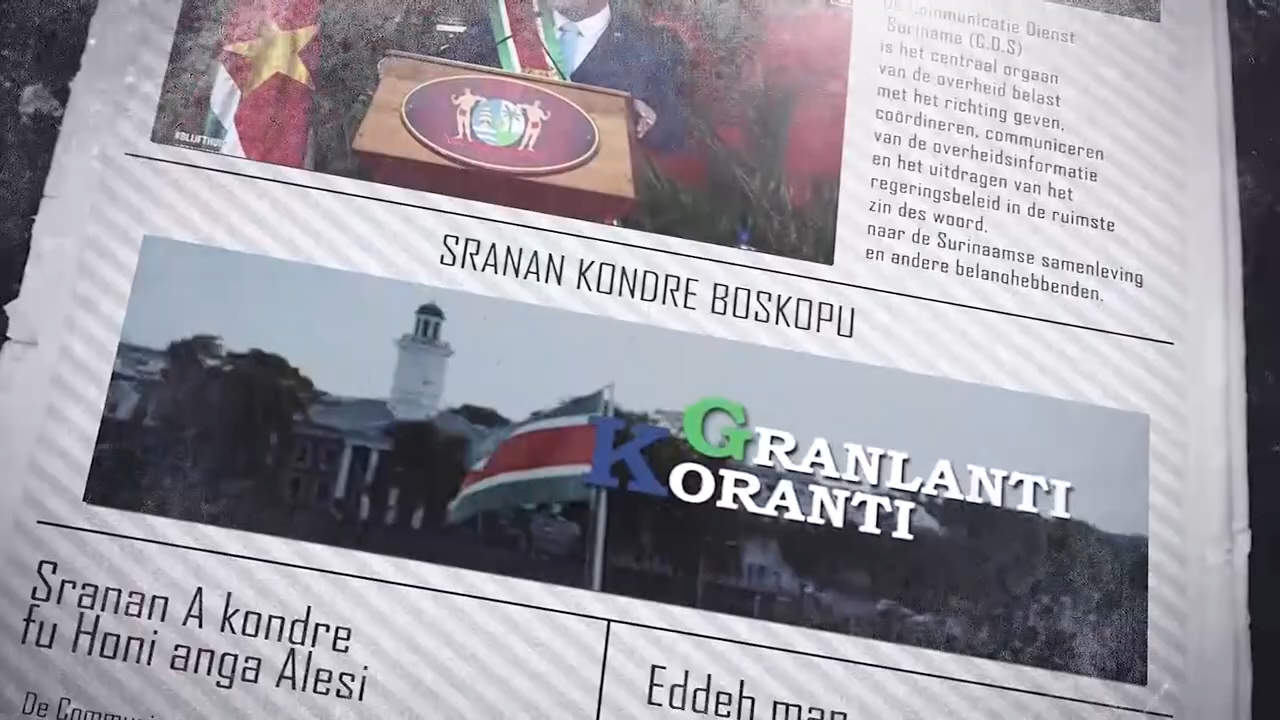 De Communicatie Dienst
Suriname (C.D.S)
is het centraal orgaan
van de overheid belast
met het richting geven,
coördineren, communiceren
van de overheidsinformatie
en het uitdragen van het
regeringsbeleid in de ruimste
zin des woord.
naar de Surinaamse samenleving
en andere belanghebbenden.
SRANAN KONDRE BOSKOPU
GRANLANTI
KORANTI
Sranan A kondre
fu Honi anga Alesi
De
Eddeh man